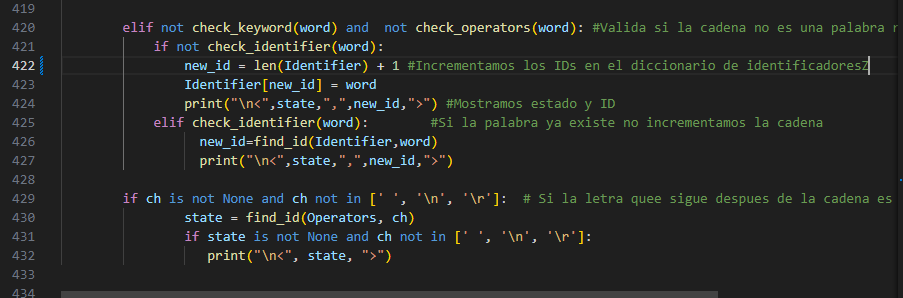 419
420 elif not check_keyword(word) and  not check_operators(word): #Valida si la cadena no es una palabra
421 if not check_identifier(word):
422 new_id = len(Identifier) + 1 #Incrementamos los IDs en el diccionario de identificadoresZ
423 Identifier[new_id] = word
424 print("\n<",state,",",new_id,">") #Mostramos estado y ID
425 elif check_identifier(word):        #Si la palabra ya existe no incrementamos la cadena
426 new_id=find_id(Identifier,word)
427 print("\n<",state,",",new_id,">")
428
429 if ch is not None and ch not in [' ', '\n', '\r']:  # Si la letra quee sigue despues de la cadena es
430 state = find_id(Operators, ch)
431 if state is not None and ch not in [' ', '\n', '\r']:
432 print("\n<", state, ">")
433
434